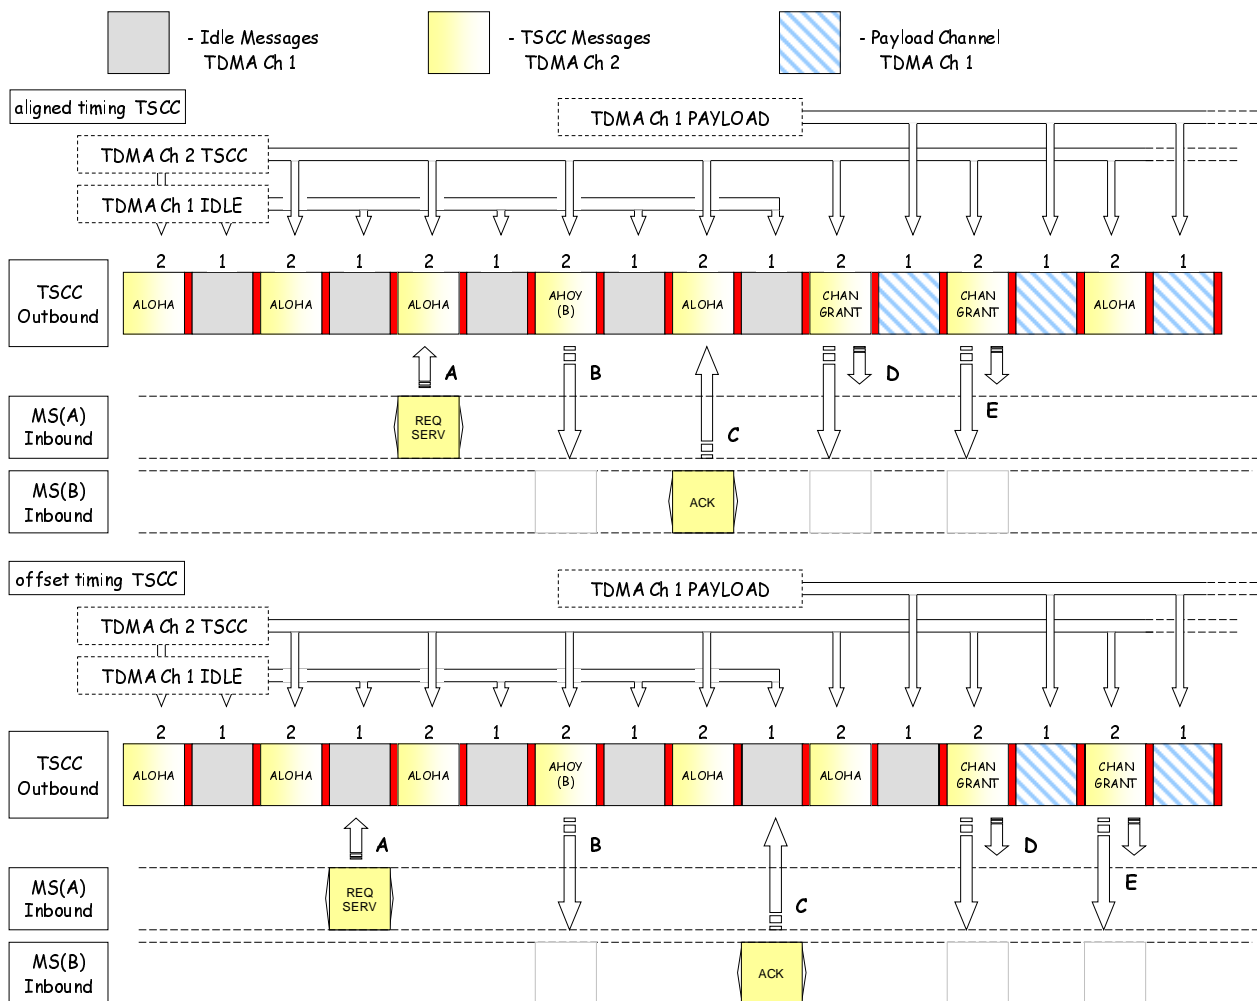 - Idle Messages
TDMA Ch 1
- TSCC Messages
TDMA Ch 2
- Payload Channel
TDMA Ch 1
aligned timing TSCC
TDMA Ch 1 PAYLOAD
TDMA Ch 2 TSCC
TDMA Ch 1 IDLE
2 1 2 1 2 1 2 1 2 1 2 1 2 1 2 1
TSCC
Outbound
ALOHA
ALOHA
ALOHA
AHOY
(B)
ALOHA
CHAN
GRANT
CHAN
GRANT
ALOHA
A
B
C
D
E
MS(A)
Inbound
REQ
SERV
MS(B)
Inbound
ACK
offset timing TSCC
TDMA Ch 1 PAYLOAD
TDMA Ch 2 TSCC
TDMA Ch 1 IDLE
2 1 2 1 2 1 2 1 2 1 2 1 2 1 2 1
TSCC
Outbound
ALOHA
ALOHA
ALOHA
AHOY
(B)
ALOHA
ALOHA
CHAN
GRANT
CHAN
GRANT
A
B
C
D
E
MS(A)
Inbound
REQ
SERV
MS(B)
Inbound
ACK